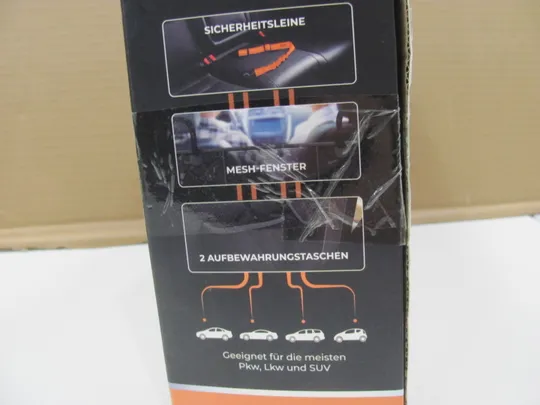 SICHERHEITSLEINE
MESH-FENSTER
2 AUFBEWAHRUNGSTASCHEN
Geeignet für die meisten
Pkw, Lkw und SUV